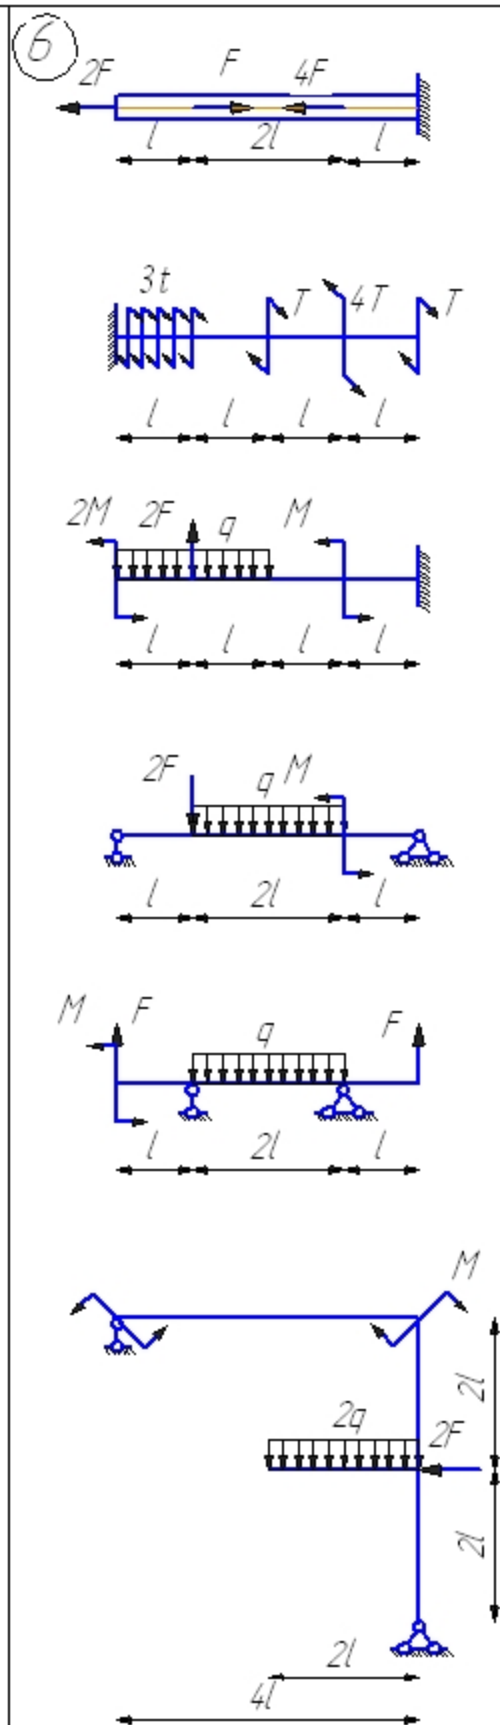 6
2F F 4F
l 2l l
3t T 4T T
l l l l
2M 2F q M
l l l l
2F q M
l 2l l
M F q F
l 2l l
M
2l
2q 2F
2l
2l
4l